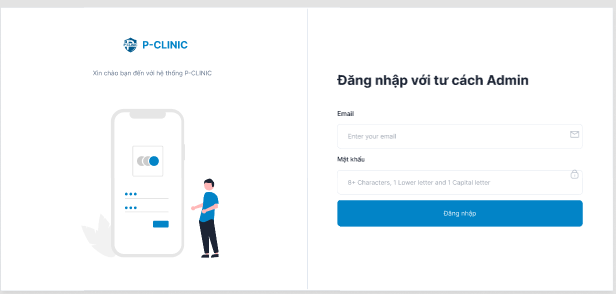 P-CLINIC
Xin chào bạn đến với hệ thống P-CLINIC
Đăng nhập với tư cách Admin
Email
Enter your email
Mật khẩu
8+ Characters, 1 Lower letter and 1 Capital letter
Đăng nhập